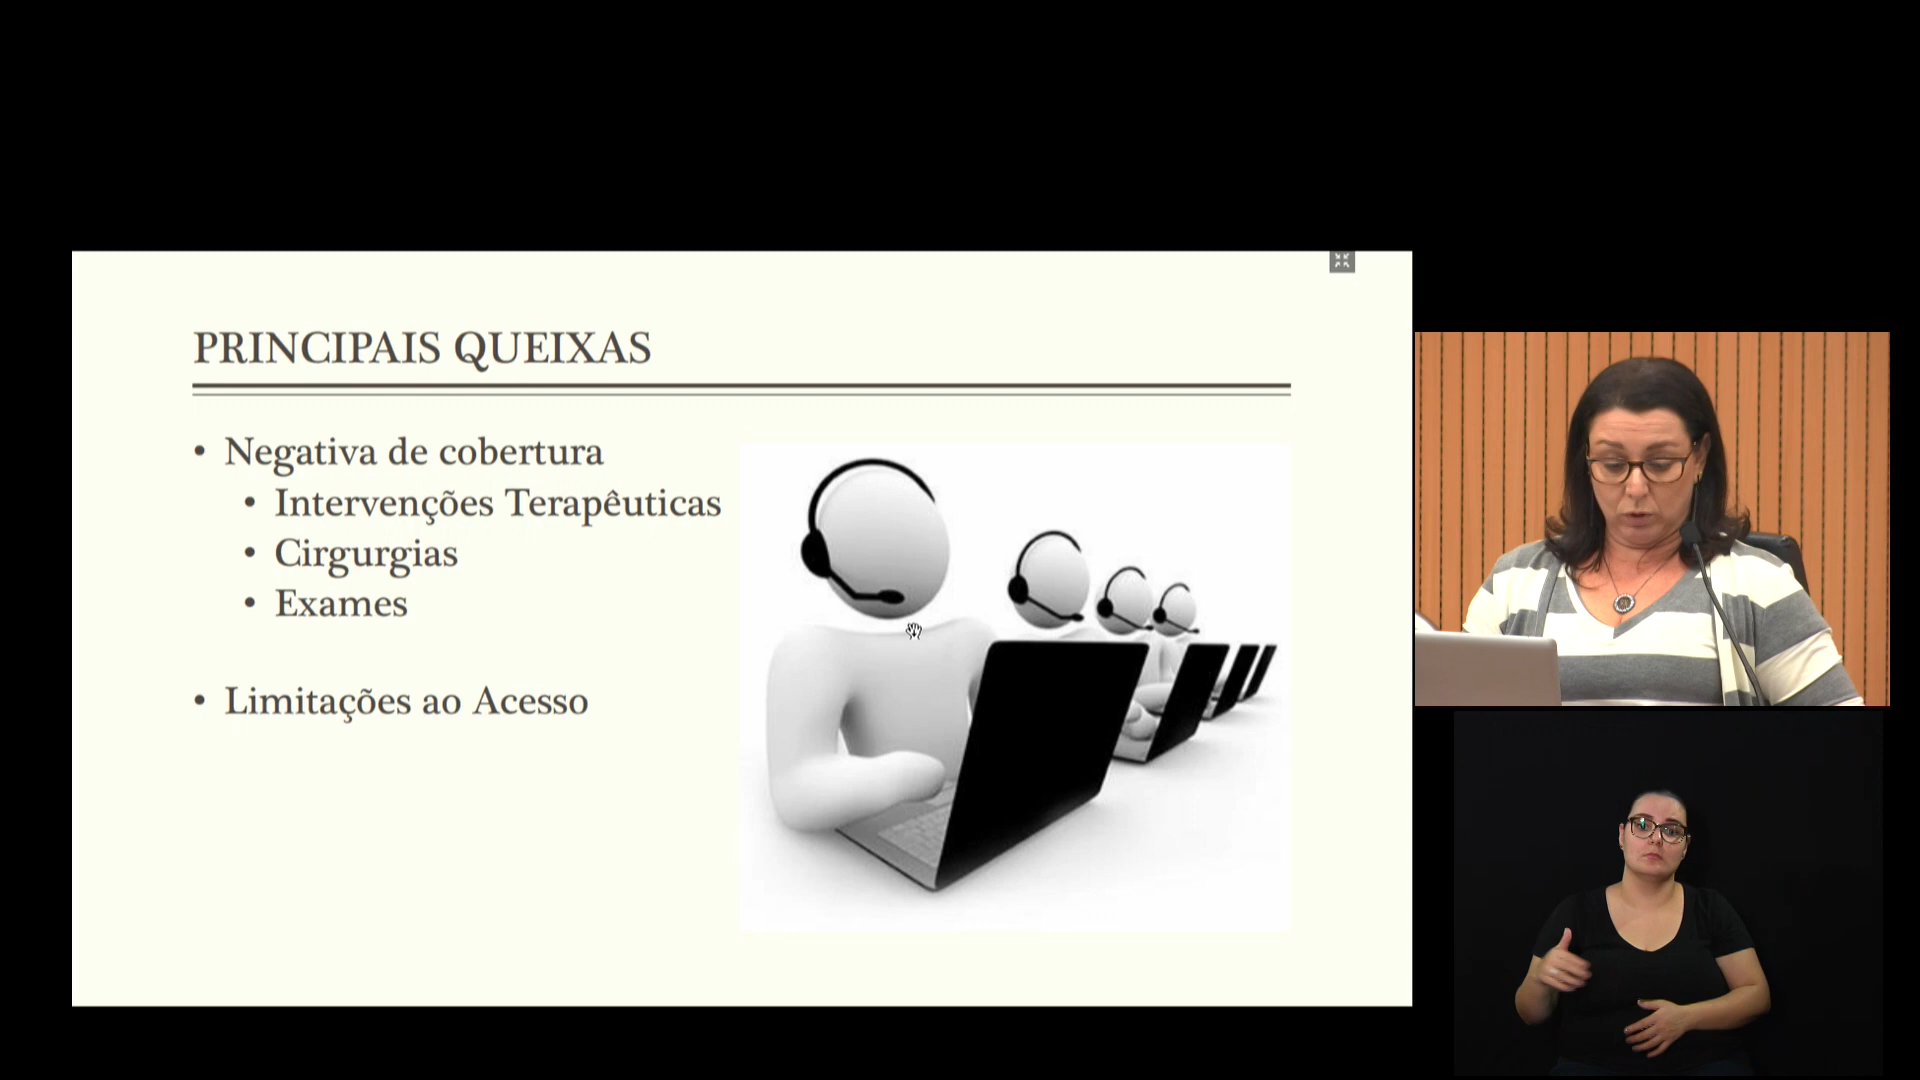 PRINCIPAIS QUEIXAS
• Negativa de cobertura
• Intervenções Terapêuticas
• Cirgurgias
• Exames
• Limitações ao Acesso